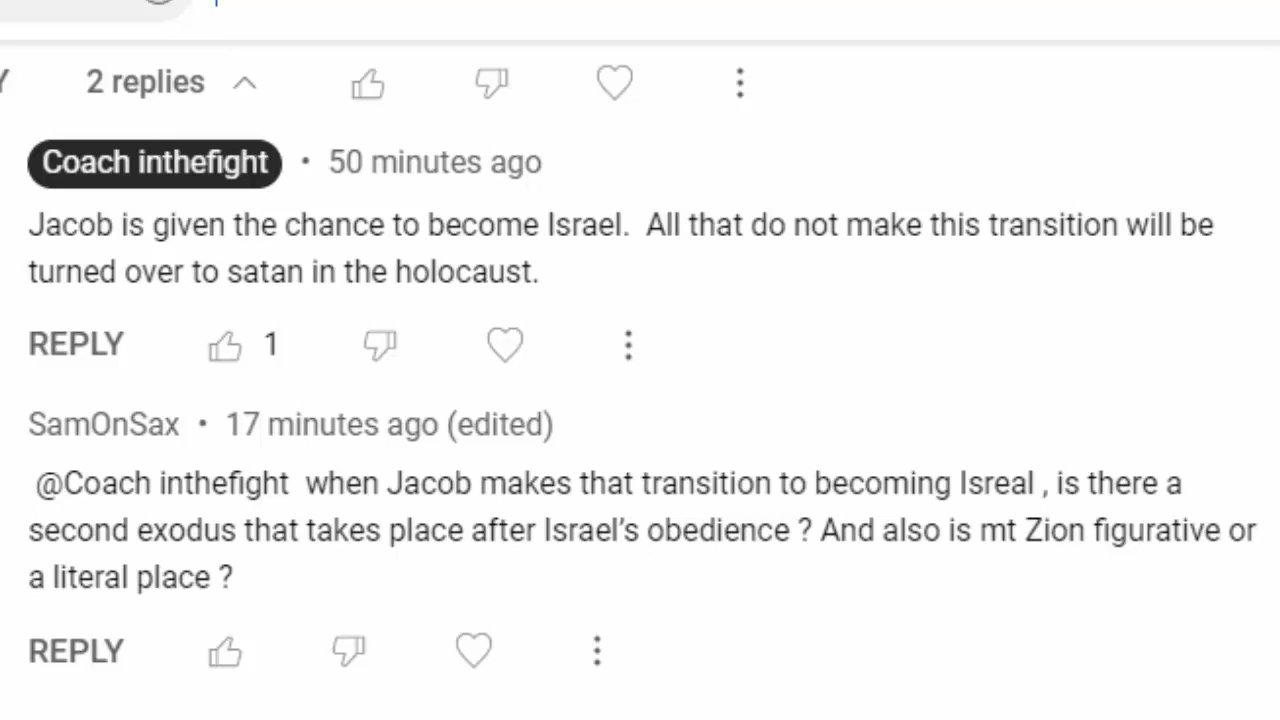 2 replies
Coach inthefight • 50 minutes ago
Jacob is given the chance to become Israel.  All that do not make this transition will be
turned over to satan in the holocaust.
REPLY 1
SamOnSax • 17 minutes ago (edited)
@Coach inthefight  when Jacob makes that transition to becoming Isreal , is there a
second exodus that takes place after Israel’s obedience ? And also is mt Zion figurative or
a literal place ?
REPLY